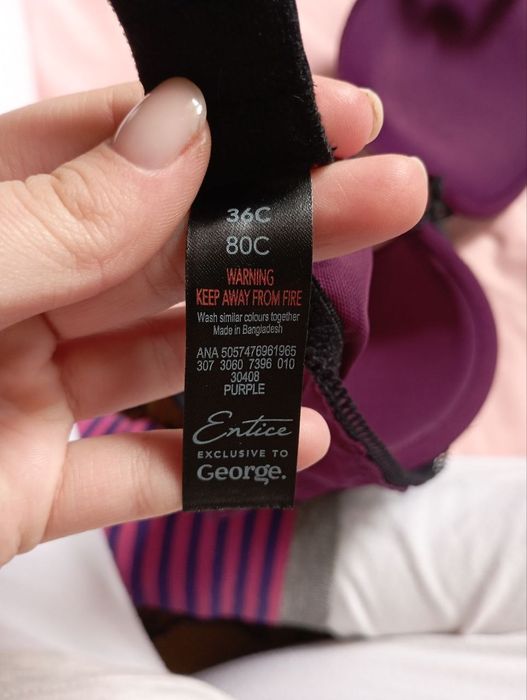 36C
80C
WARNING
KEEP AWAY FROM FIRE
Wash similar colours together
Made in Bangladesh
ANA 5057476961965
307 3060 7396 010
30408
PURPLE
Entice
EXCLUSIVE TO
George.